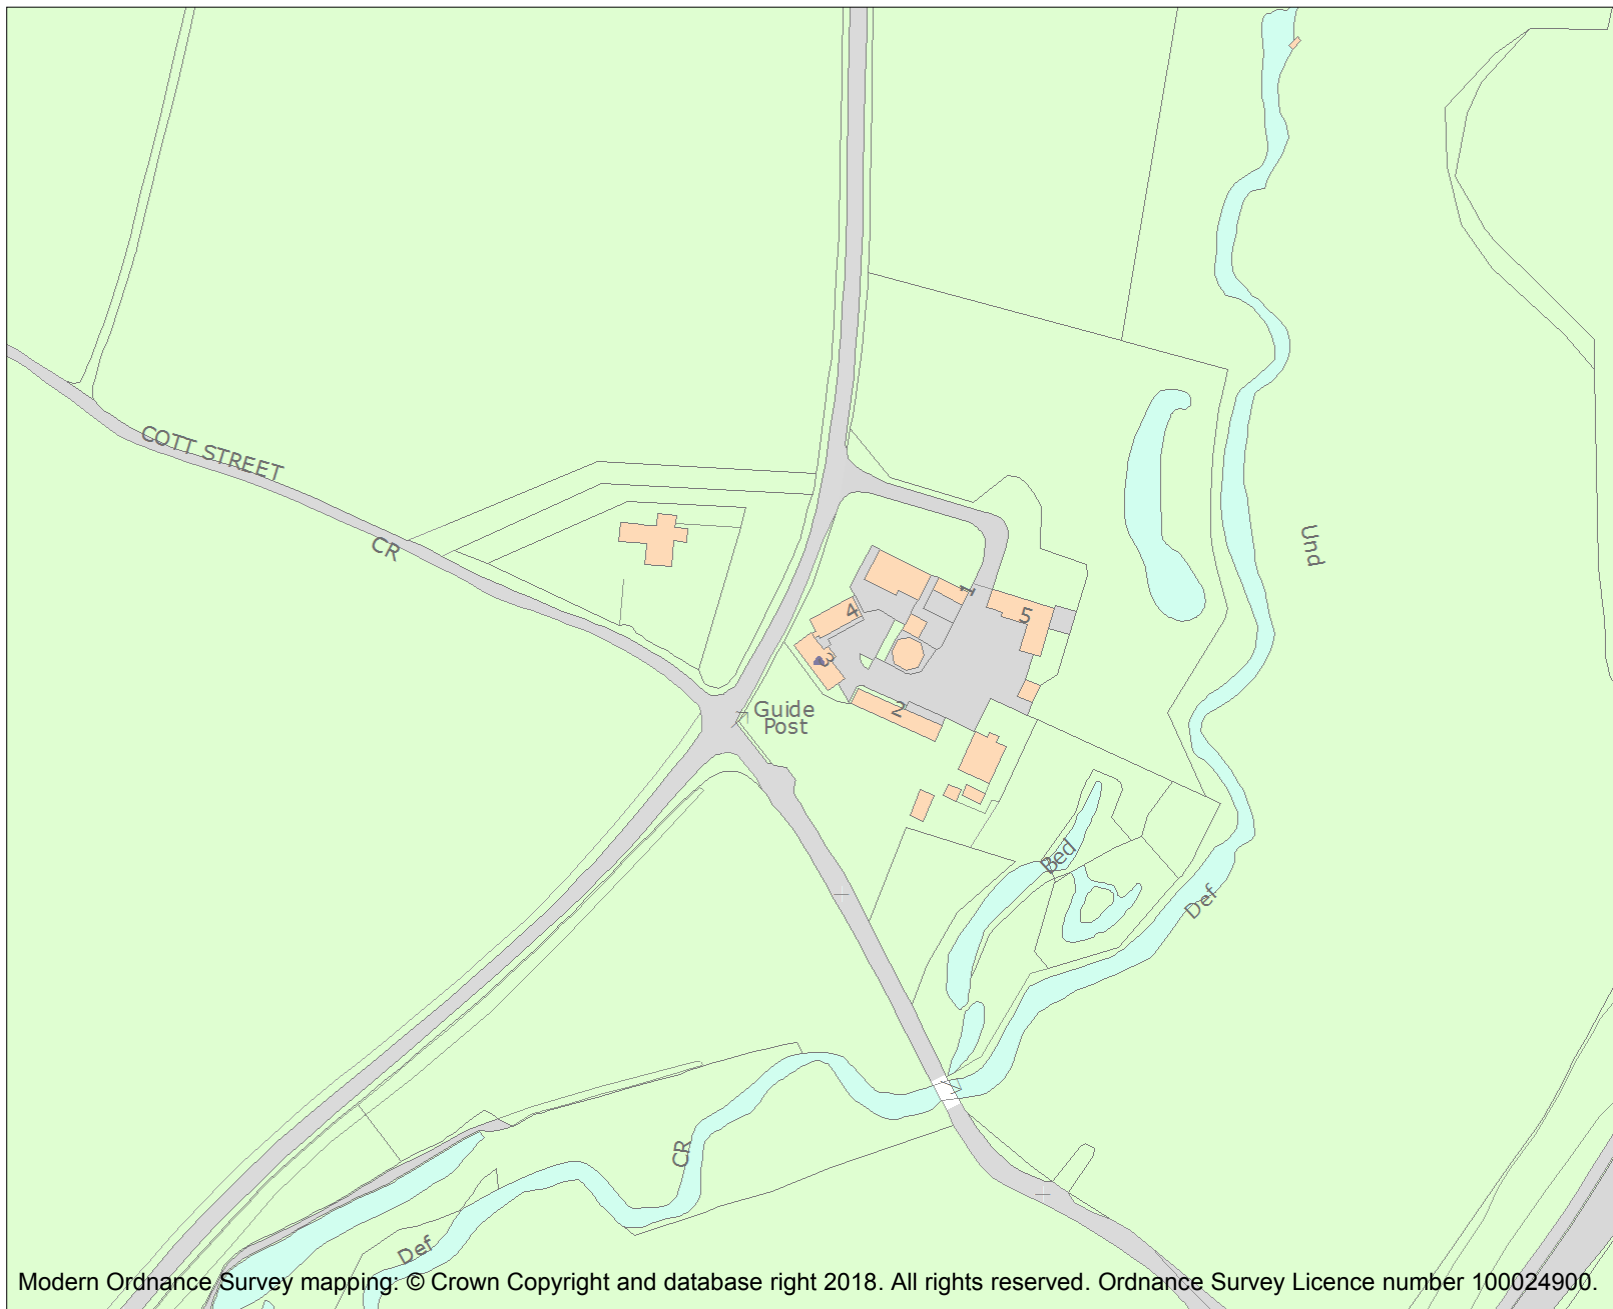 COTT STREET
CR
Und
1
5
4
3
2
Guide
Post
Bed
Def
CR
Def
Modern Ordnance Survey mapping: © Crown Copyright and database right 2018. All rights reserved. Ordnance Survey Licence number 100024900.